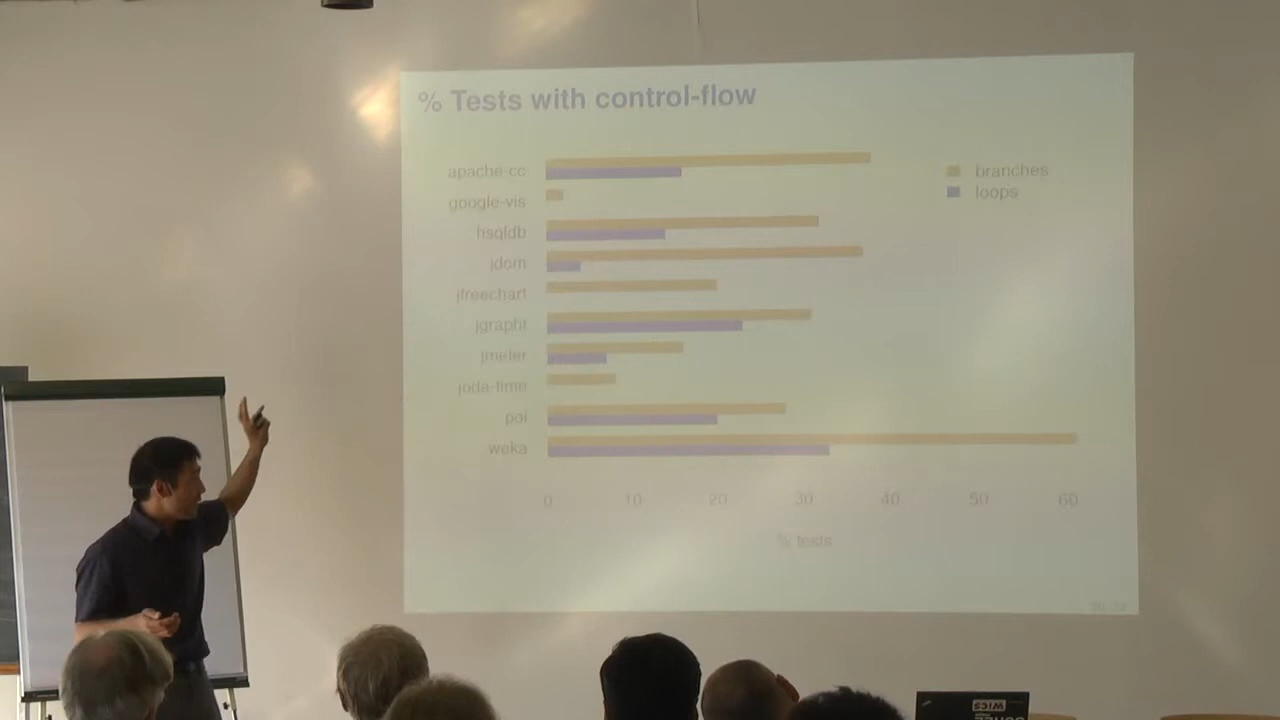 % Tests with control-flow
apache-cc
google-vis
hsqldb
jdom
jfreechart
jgrapht
jmeter
joda-time
poi
weka
branches
loops
0 10 20 30 40 50 60
% tests
WICS